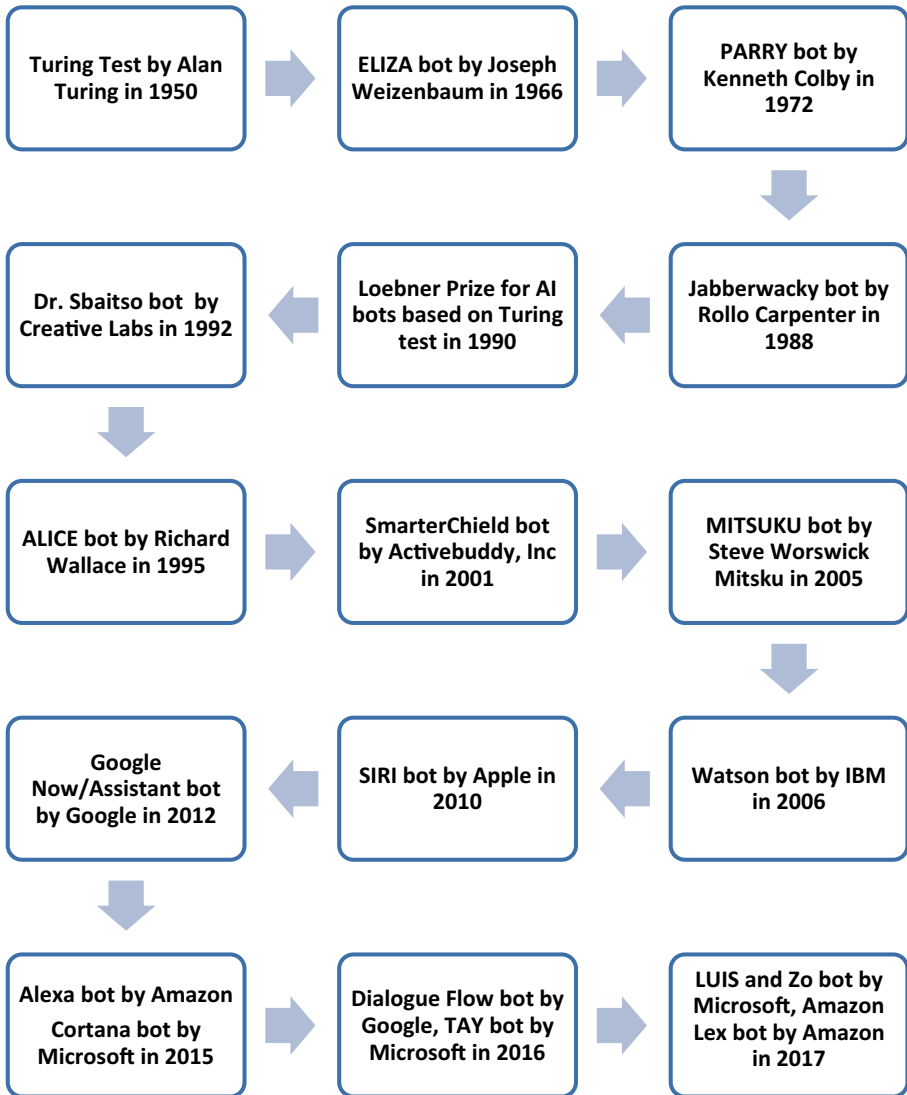 Turing Test by Alan
Turing in 1950
ELIZA bot by Joseph
Weizenbaum in 1966
PARRY bot by
Kenneth Colby in
1972
Jabberwacky bot by
Rollo Carpenter in
1988
Loebner Prize for AI
bots based on Turing
test in 1990
Dr. Sbaitso bot by
Creative Labs in 1992
ALICE bot by Richard
Wallace in 1995
SmarterChield bot
by Activebuddy, Inc
in 2001
MITSUKU bot by
Steve Worswick
Mitsku in 2005
Watson bot by IBM
in 2006
SIRI bot by Apple in
2010
Google
Now/Assistant bot
by Google in 2012
Alexa bot by Amazon
Cortana bot by
Microsoft in 2015
Dialogue Flow bot by
Google, TAY bot by
Microsoft in 2016
LUIS and Zo bot by
Microsoft, Amazon
Lex bot by Amazon
in 2017